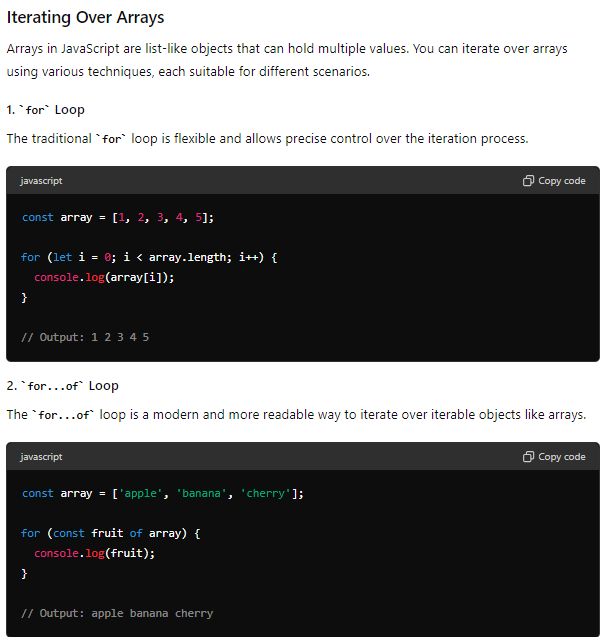 Iterating Over Arrays
Arrays in JavaScript are list-like objects that can hold multiple values. You can iterate over arrays
using various techniques, each suitable for different scenarios.
1. `for` Loop
The traditional `for` loop is flexible and allows precise control over the iteration process.
javascript
Copy code
const array = [1, 2, 3, 4, 5];
for (let i = 0; i < array.length; i++) {
  console.log(array[i]);
}
// Output: 1 2 3 4 5
2. `for...of` Loop
The `for...of` loop is a modern and more readable way to iterate over iterable objects like arrays.
javascript
Copy code
const array = ['apple', 'banana', 'cherry'];
for (const fruit of array) {
  console.log(fruit);
}
// Output: apple banana cherry